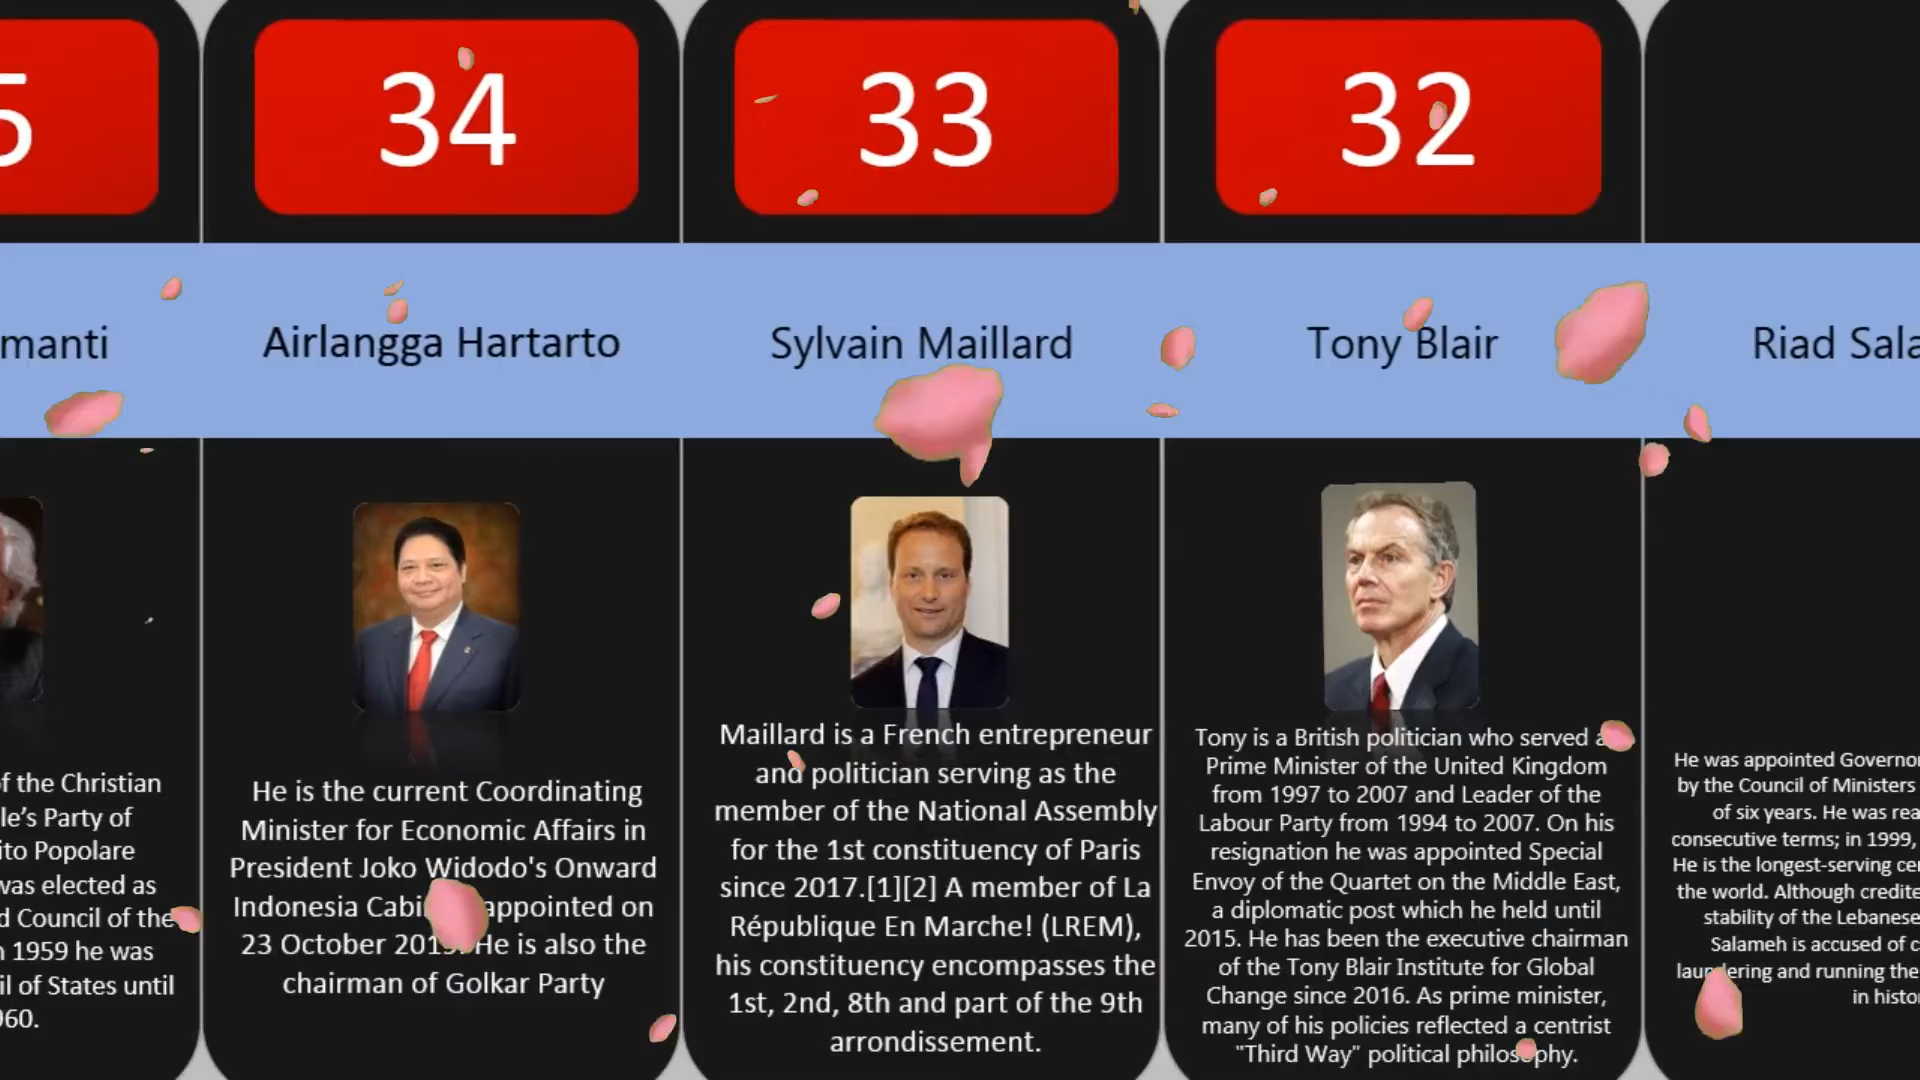 5
manti
of the Christian
le's Party of
ito Popolare
was elected as
d Council of the
1959 he was
il of States until
960.
34
Airlangga Hartarto
He is the current Coordinating
Minister for Economic Affairs in
President Joko Widodo's Onward
Indonesia appointed on
23 October He is also the
chairman of Golkar Party
33
Sylvain Maillard
Maillard is a French entrepreneur
and politician serving as the
member of the National Assembly
for the 1st constituency of Paris
since 2017.[1][2] A member of La
République En Marche! (LREM),
his constituency encompasses the
1st, 2nd, 8th and part of the 9th
arrondissement.
32
Tony Blair
Tony is a British politician who served
Prime Minister of the United Kingdom
from 1997 to 2007 and Leader of the
Labour Party from 1994 to 2007. On his
resignation he was appointed Special
Envoy of the Quartet on the Middle East,
a diplomatic post which he held until
2015. He has been the executive chairman
of the Tony Blair Institute for Global
Change since 2016. As prime minister,
many of his policies reflected a centrist
"Third Way" political philosophy.
Riad Sala
He was appointed Governo
by the Council of Ministers
of six years. He was rea
consecutive terms; in 1999,
He is the longest-serving ce
the world. Although credite
stability of the Lebanese
Salameh is accused of c
laundering and running the
in histo